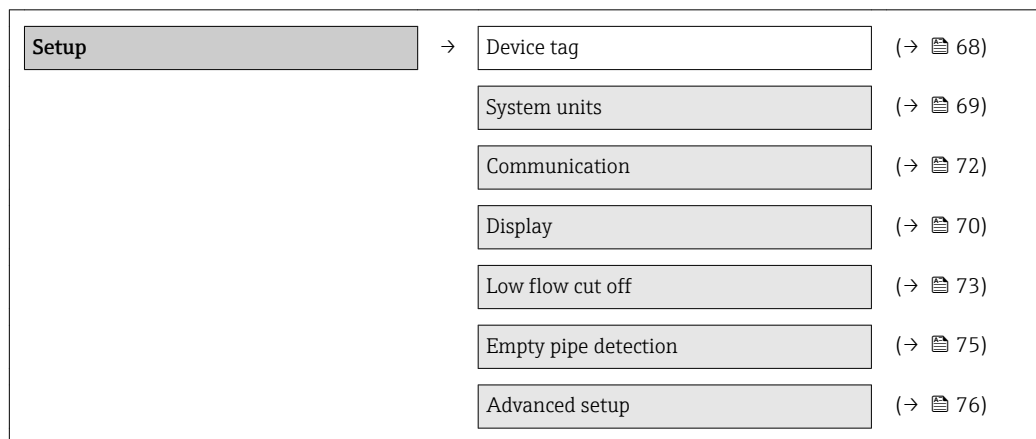 Setup → Device tag (→ 68)
System units (→ 69)
Communication (→ 72)
Display (→ 70)
Low flow cut off (→ 73)
Empty pipe detection (→ 75)
Advanced setup (→ 76)